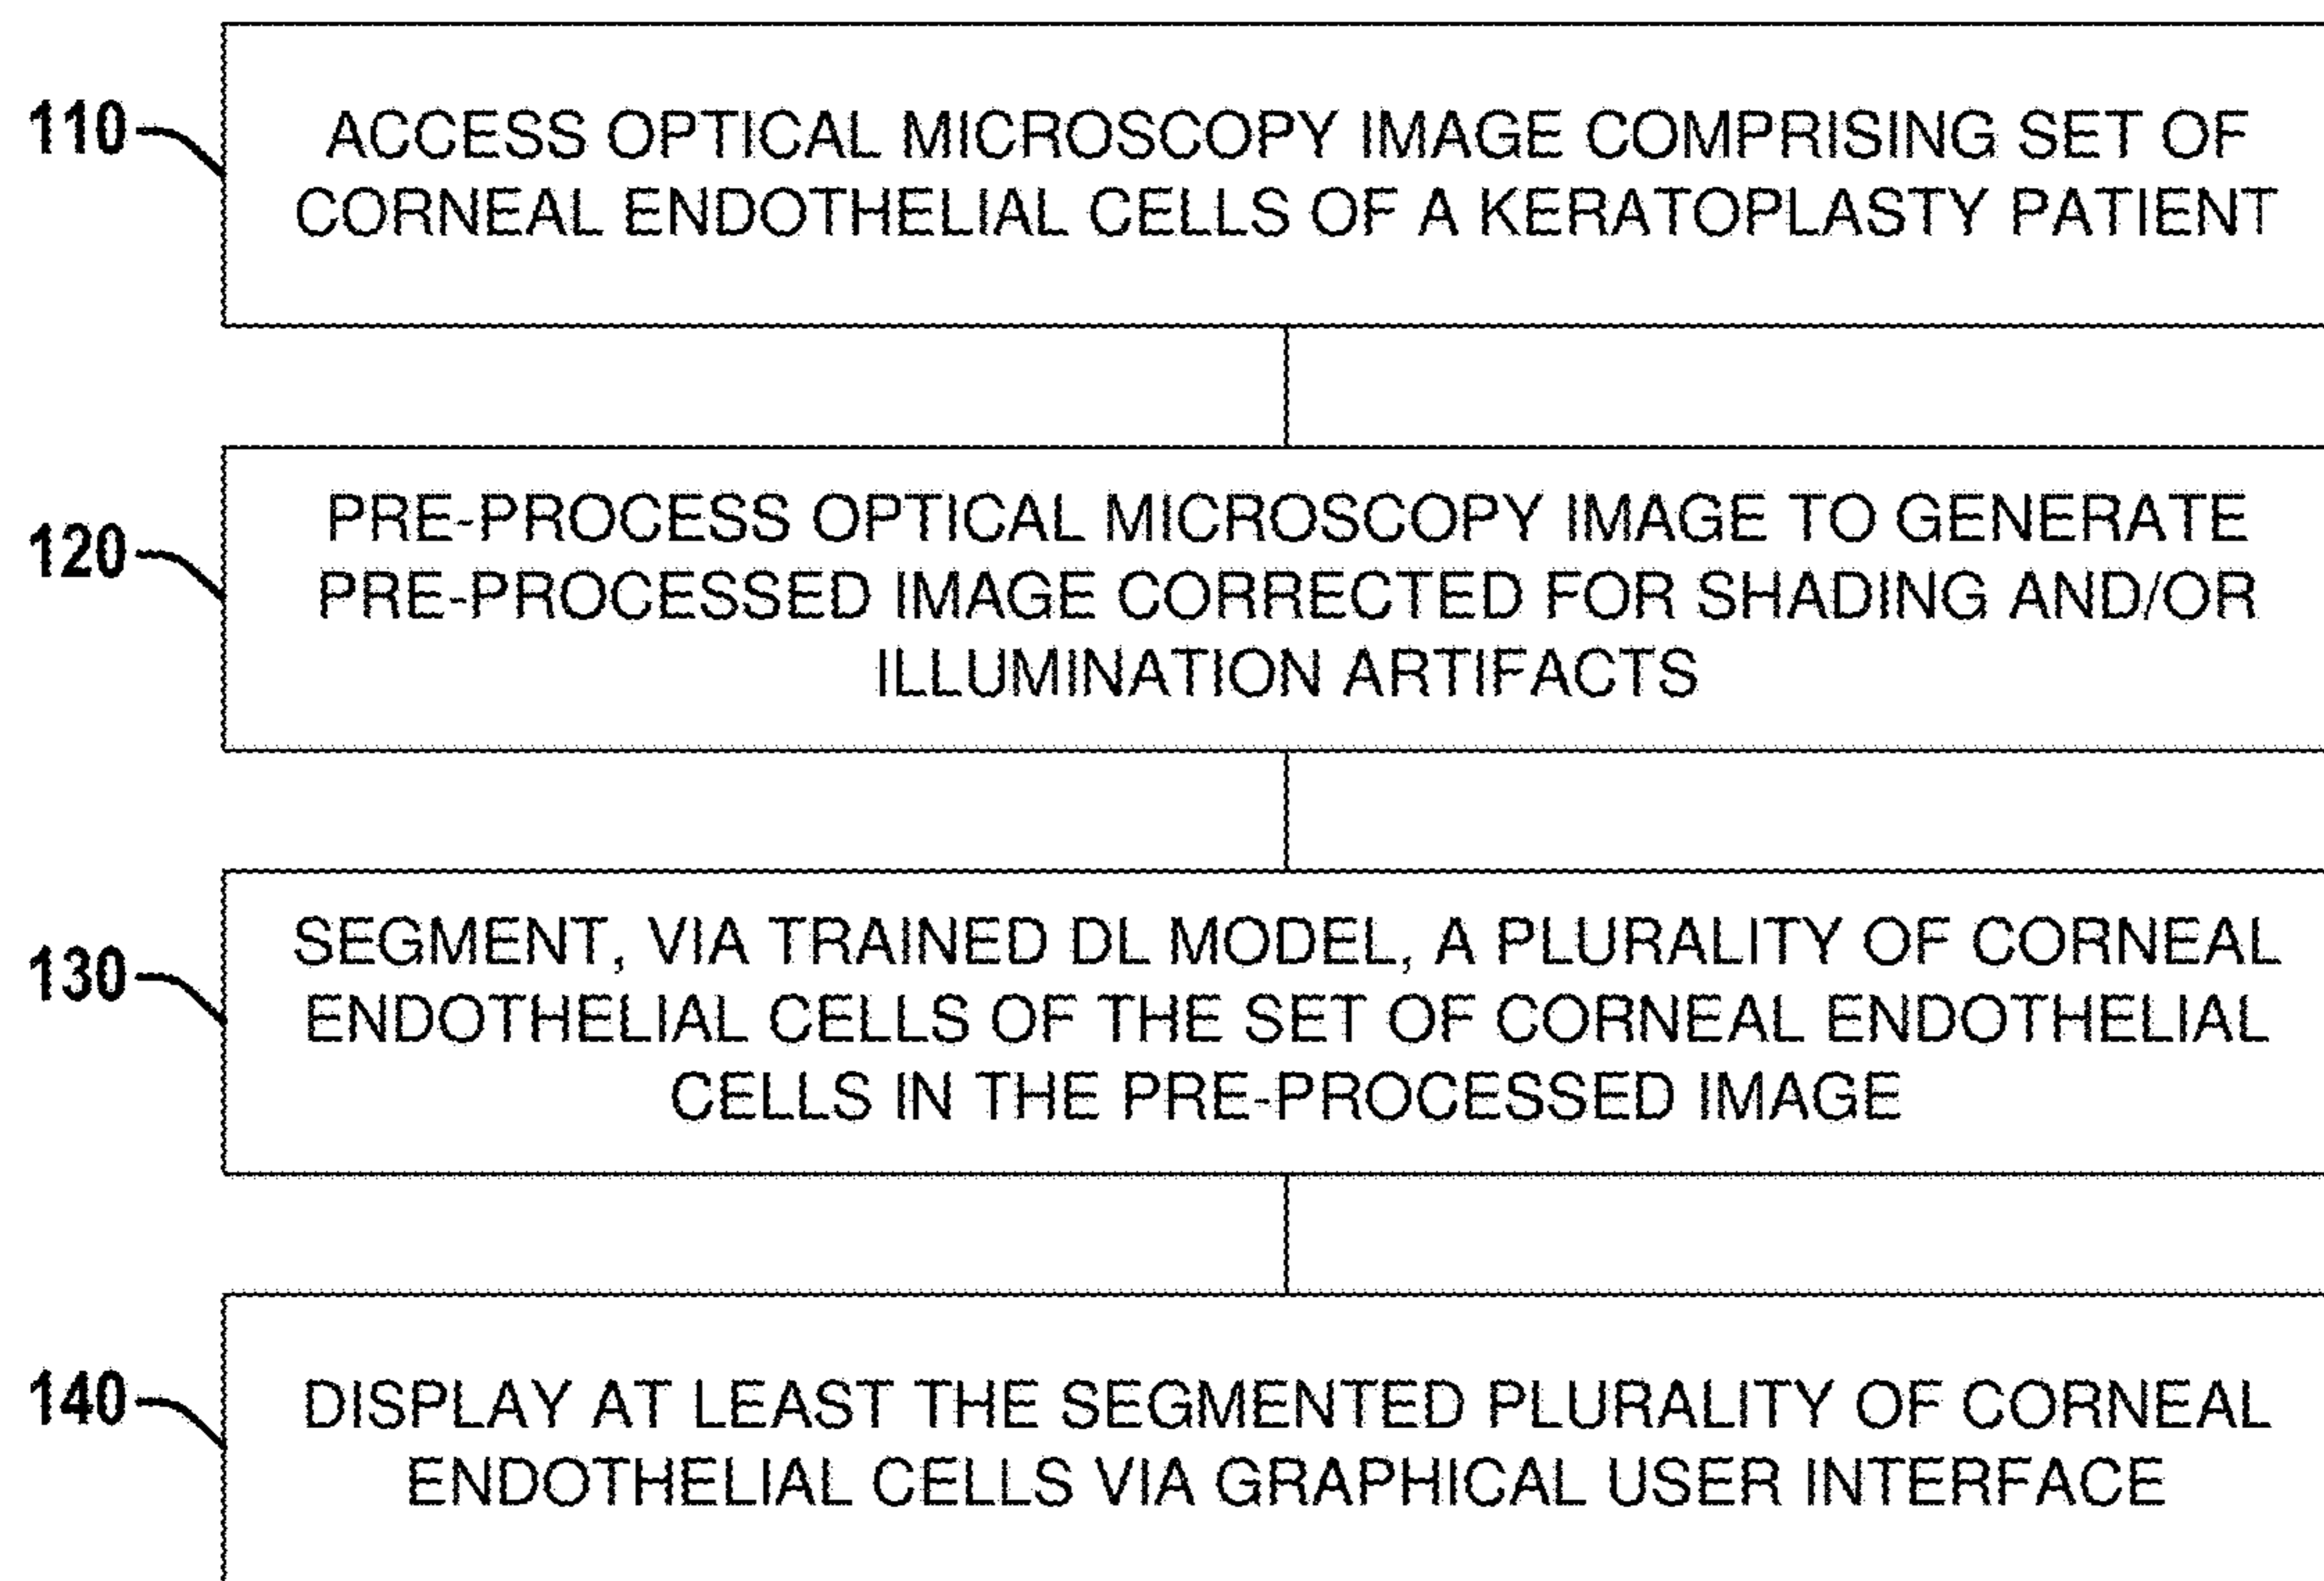 110
ACCESS OPTICAL MICROSCOPY IMAGE COMPRISING SET OF
CORNEAL ENDOTHELIAL CELLS OF A KERATOPLASTY PATIENT
120
PRE-PROCESS OPTICAL MICROSCOPY IMAGE TO GENERATE
PRE-PROCESSED IMAGE CORRECTED FOR SHADING AND/OR
ILLUMINATION ARTIFACTS
130
SEGMENT, VIA TRAINED DL MODEL, A PLURALITY OF CORNEAL
ENDOTHELIAL CELLS OF THE SET OF CORNEAL ENDOTHELIAL
CELLS IN THE PRE-PROCESSED IMAGE
140
DISPLAY AT LEAST THE SEGMENTED PLURALITY OF CORNEAL
ENDOTHELIAL CELLS VIA GRAPHICAL USER INTERFACE